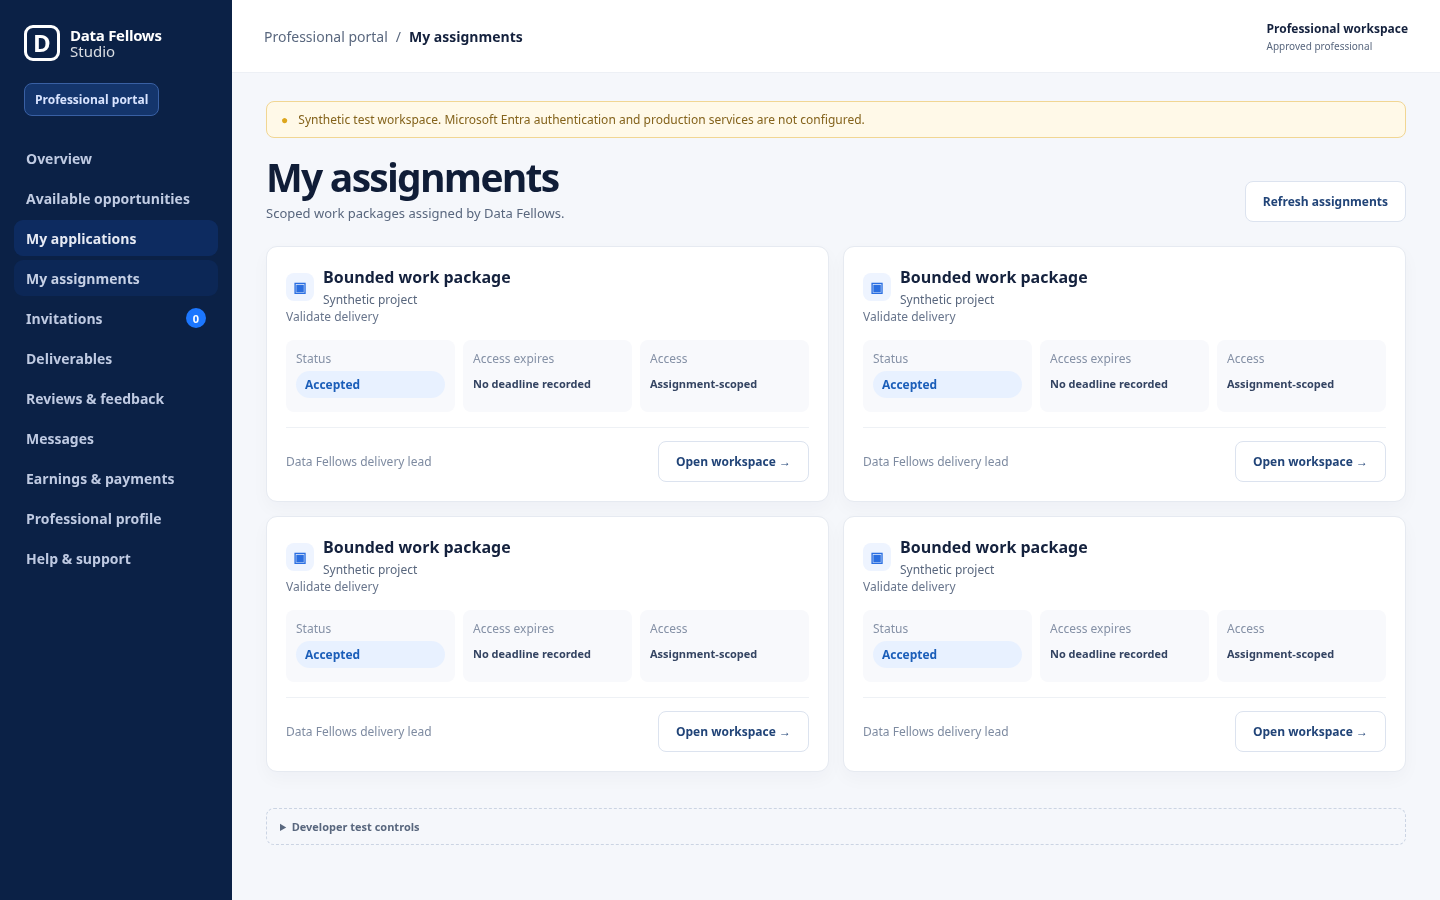 D
Data Fellows
Studio
Professional portal
Overview
Available opportunities
My applications
My assignments
Invitations 0
Deliverables
Reviews & feedback
Messages
Earnings & payments
Professional profile
Help & support
Professional portal / My assignments
Professional workspace
Approved professional
Synthetic test workspace. Microsoft Entra authentication and production services are not configured.
My assignments
Scoped work packages assigned by Data Fellows.
Refresh assignments
Bounded work package
Synthetic project
Validate delivery
Status Access expires Access
Accepted No deadline recorded Assignment-scoped
Data Fellows delivery lead Open workspace →
Bounded work package
Synthetic project
Validate delivery
Status Access expires Access
Accepted No deadline recorded Assignment-scoped
Data Fellows delivery lead Open workspace →
Bounded work package
Synthetic project
Validate delivery
Status Access expires Access
Accepted No deadline recorded Assignment-scoped
Data Fellows delivery lead Open workspace →
Bounded work package
Synthetic project
Validate delivery
Status Access expires Access
Accepted No deadline recorded Assignment-scoped
Data Fellows delivery lead Open workspace →
Developer test controls